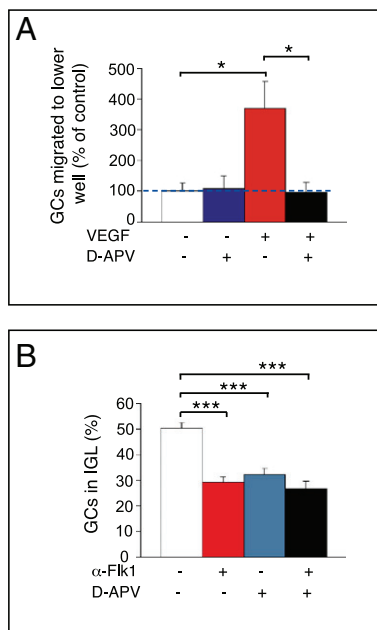 A
* *
500
400
300
200
100
0
GCs migrated to lower
well (% of control)
VEGF - - + +
D-APV - + - +
B
***
***
***
60
50
40
30
20
10
0
GCs in IGL (%)
α-Flk1 - + - +
D-APV - - + +